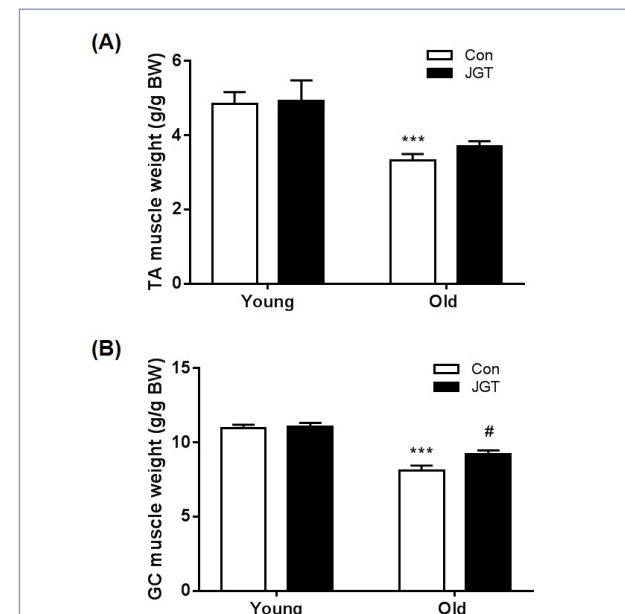 (A)
TA muscle weight (g/g BW)
6
4
2
0
Con
JGT
***
Young
Old
(B)
GC muscle weight (g/g BW)
15
10
5
0
Con
JGT
***
#
Young
Old